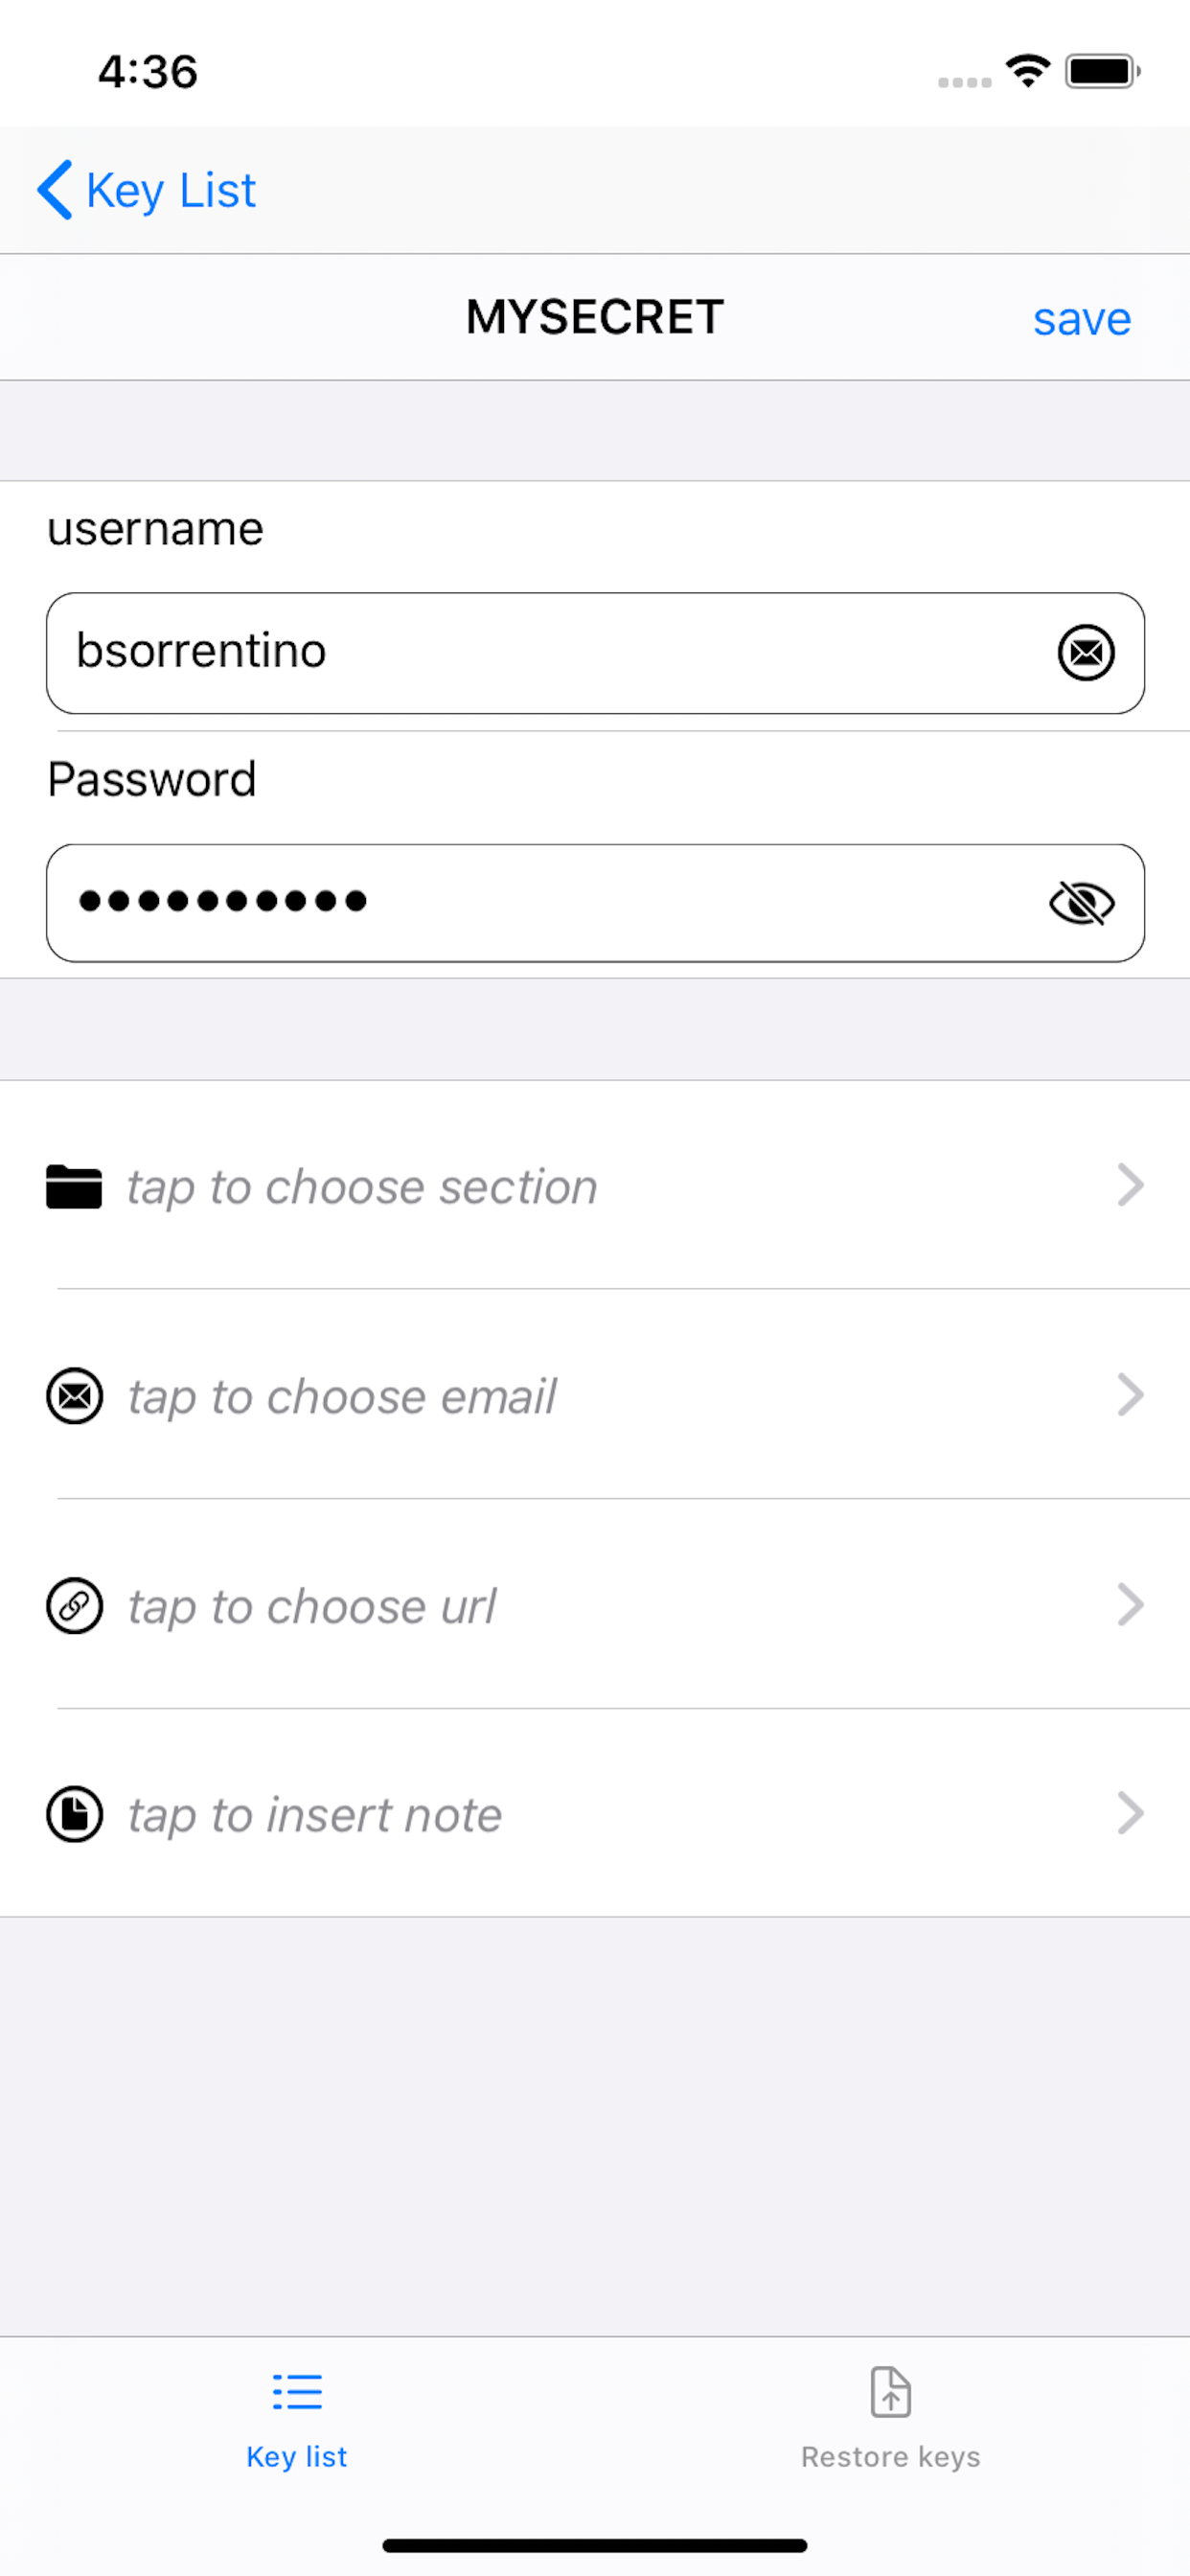 4:36
Key List
MYSECRET save
username
bsorrentino
Password
••••••••••
tap to choose section
tap to choose email
tap to choose url
tap to insert note
Key list Restore keys